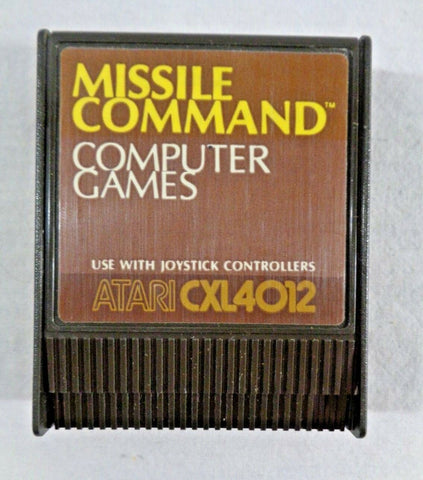 MISSILE
COMMAND™
COMPUTER
GAMES
USE WITH JOYSTICK CONTROLLERS
ATARI CXL4012